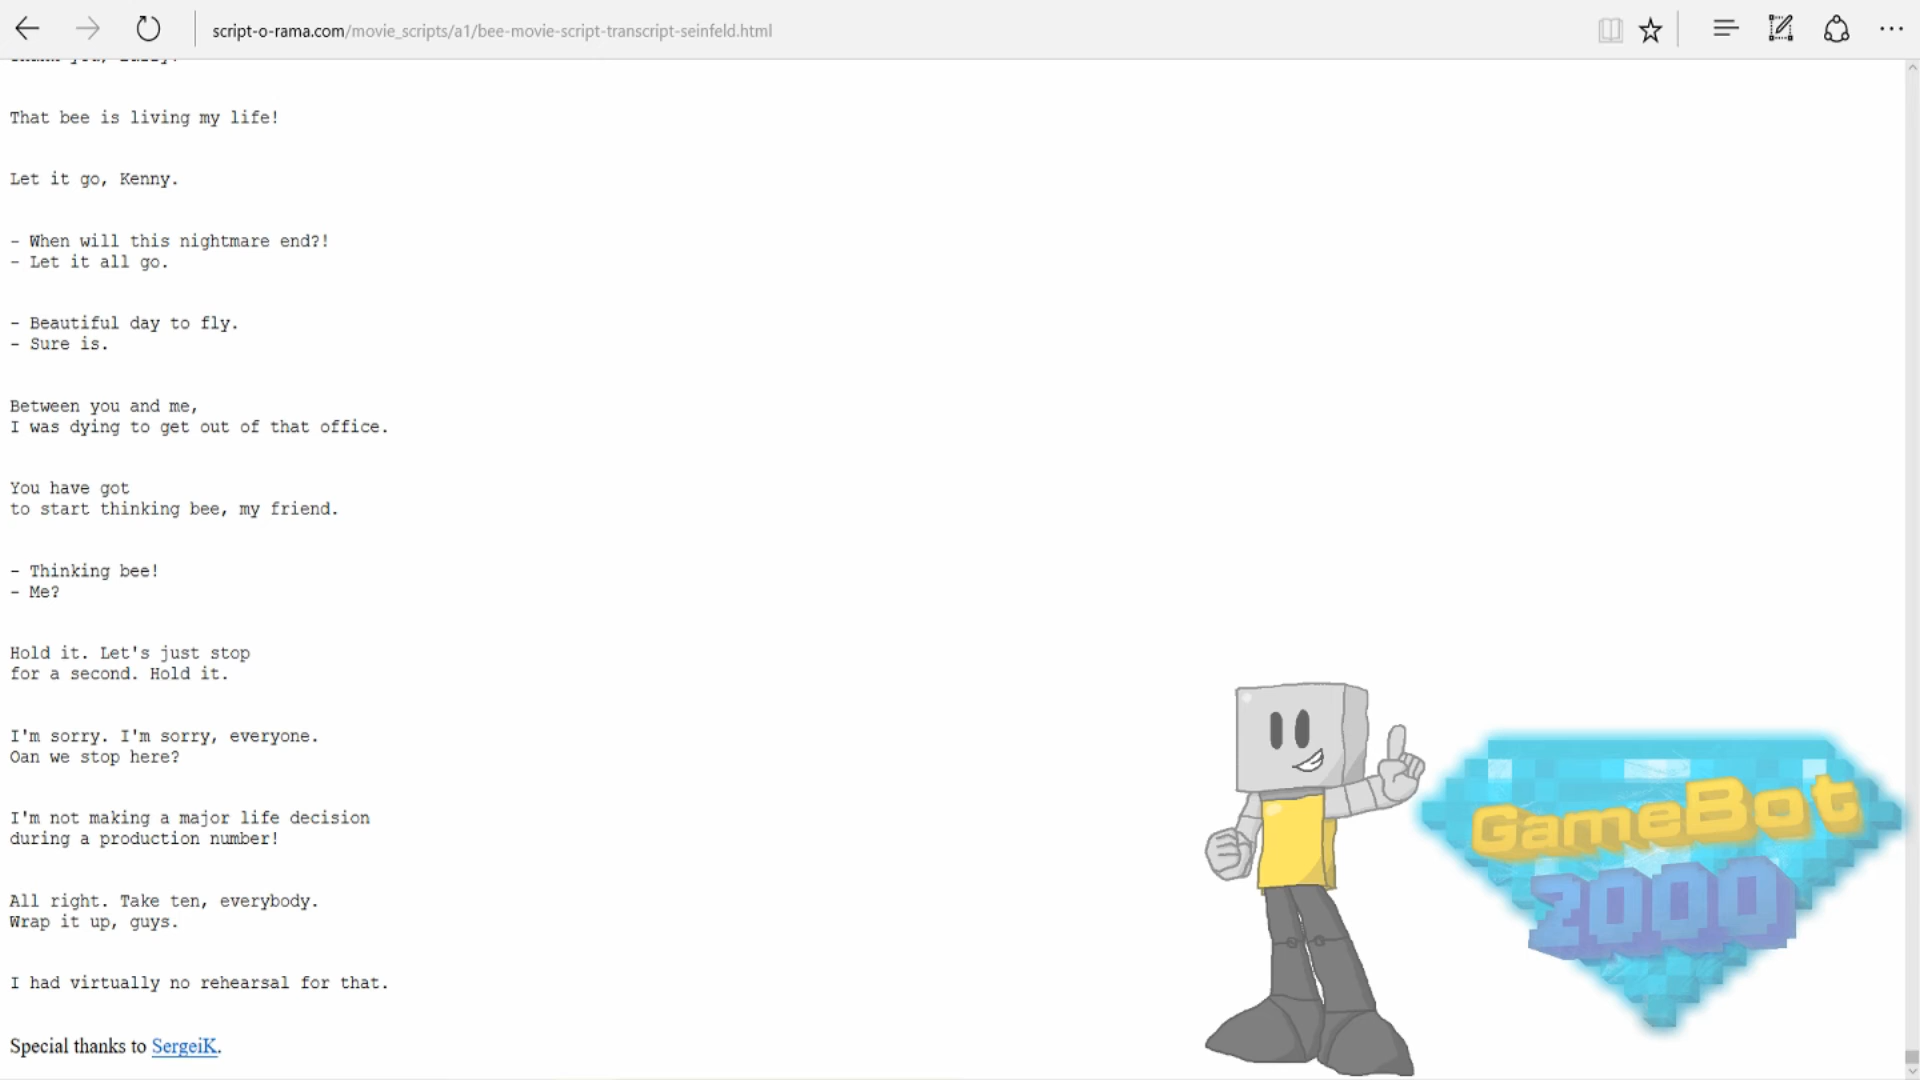 script-o-rama.com/movie_scripts/a1/bee-movie-script-transcript-seinfeld.html
That bee is living my life!
Let it go, Kenny.
- When will this nightmare end?!
- Let it all go.
- Beautiful day to fly.
- Sure is.
Between you and me,
I was dying to get out of that office.
You have got
to start thinking bee, my friend.
- Thinking bee!
- Me?
Hold it. Let's just stop
for a second. Hold it.
I'm sorry. I'm sorry, everyone.
Oan we stop here?
I'm not making a major life decision
during a production number!
All right. Take ten, everybody.
Wrap it up, guys.
I had virtually no rehearsal for that.
Special thanks to SergeiK.
GameBot
2000